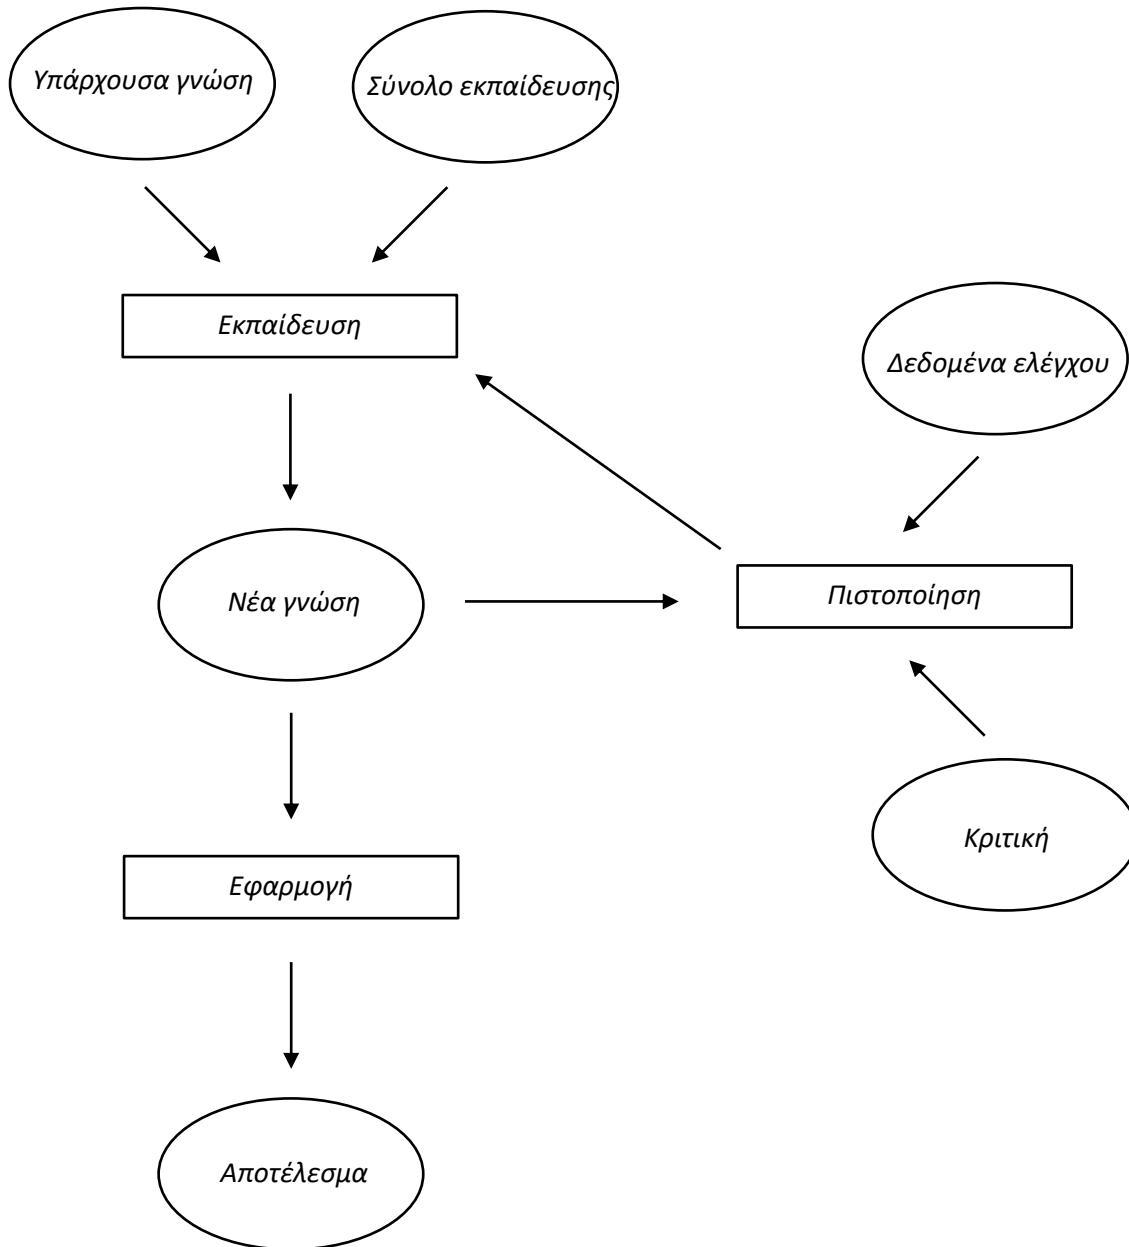 Υπάρχουσα γνώση
Σύνολο εκπαίδευσης
Εκπαίδευση
Δεδομένα ελέγχου
Νέα γνώση
Πιστοποίηση
Κριτική
Εφαρμογή
Αποτέλεσμα